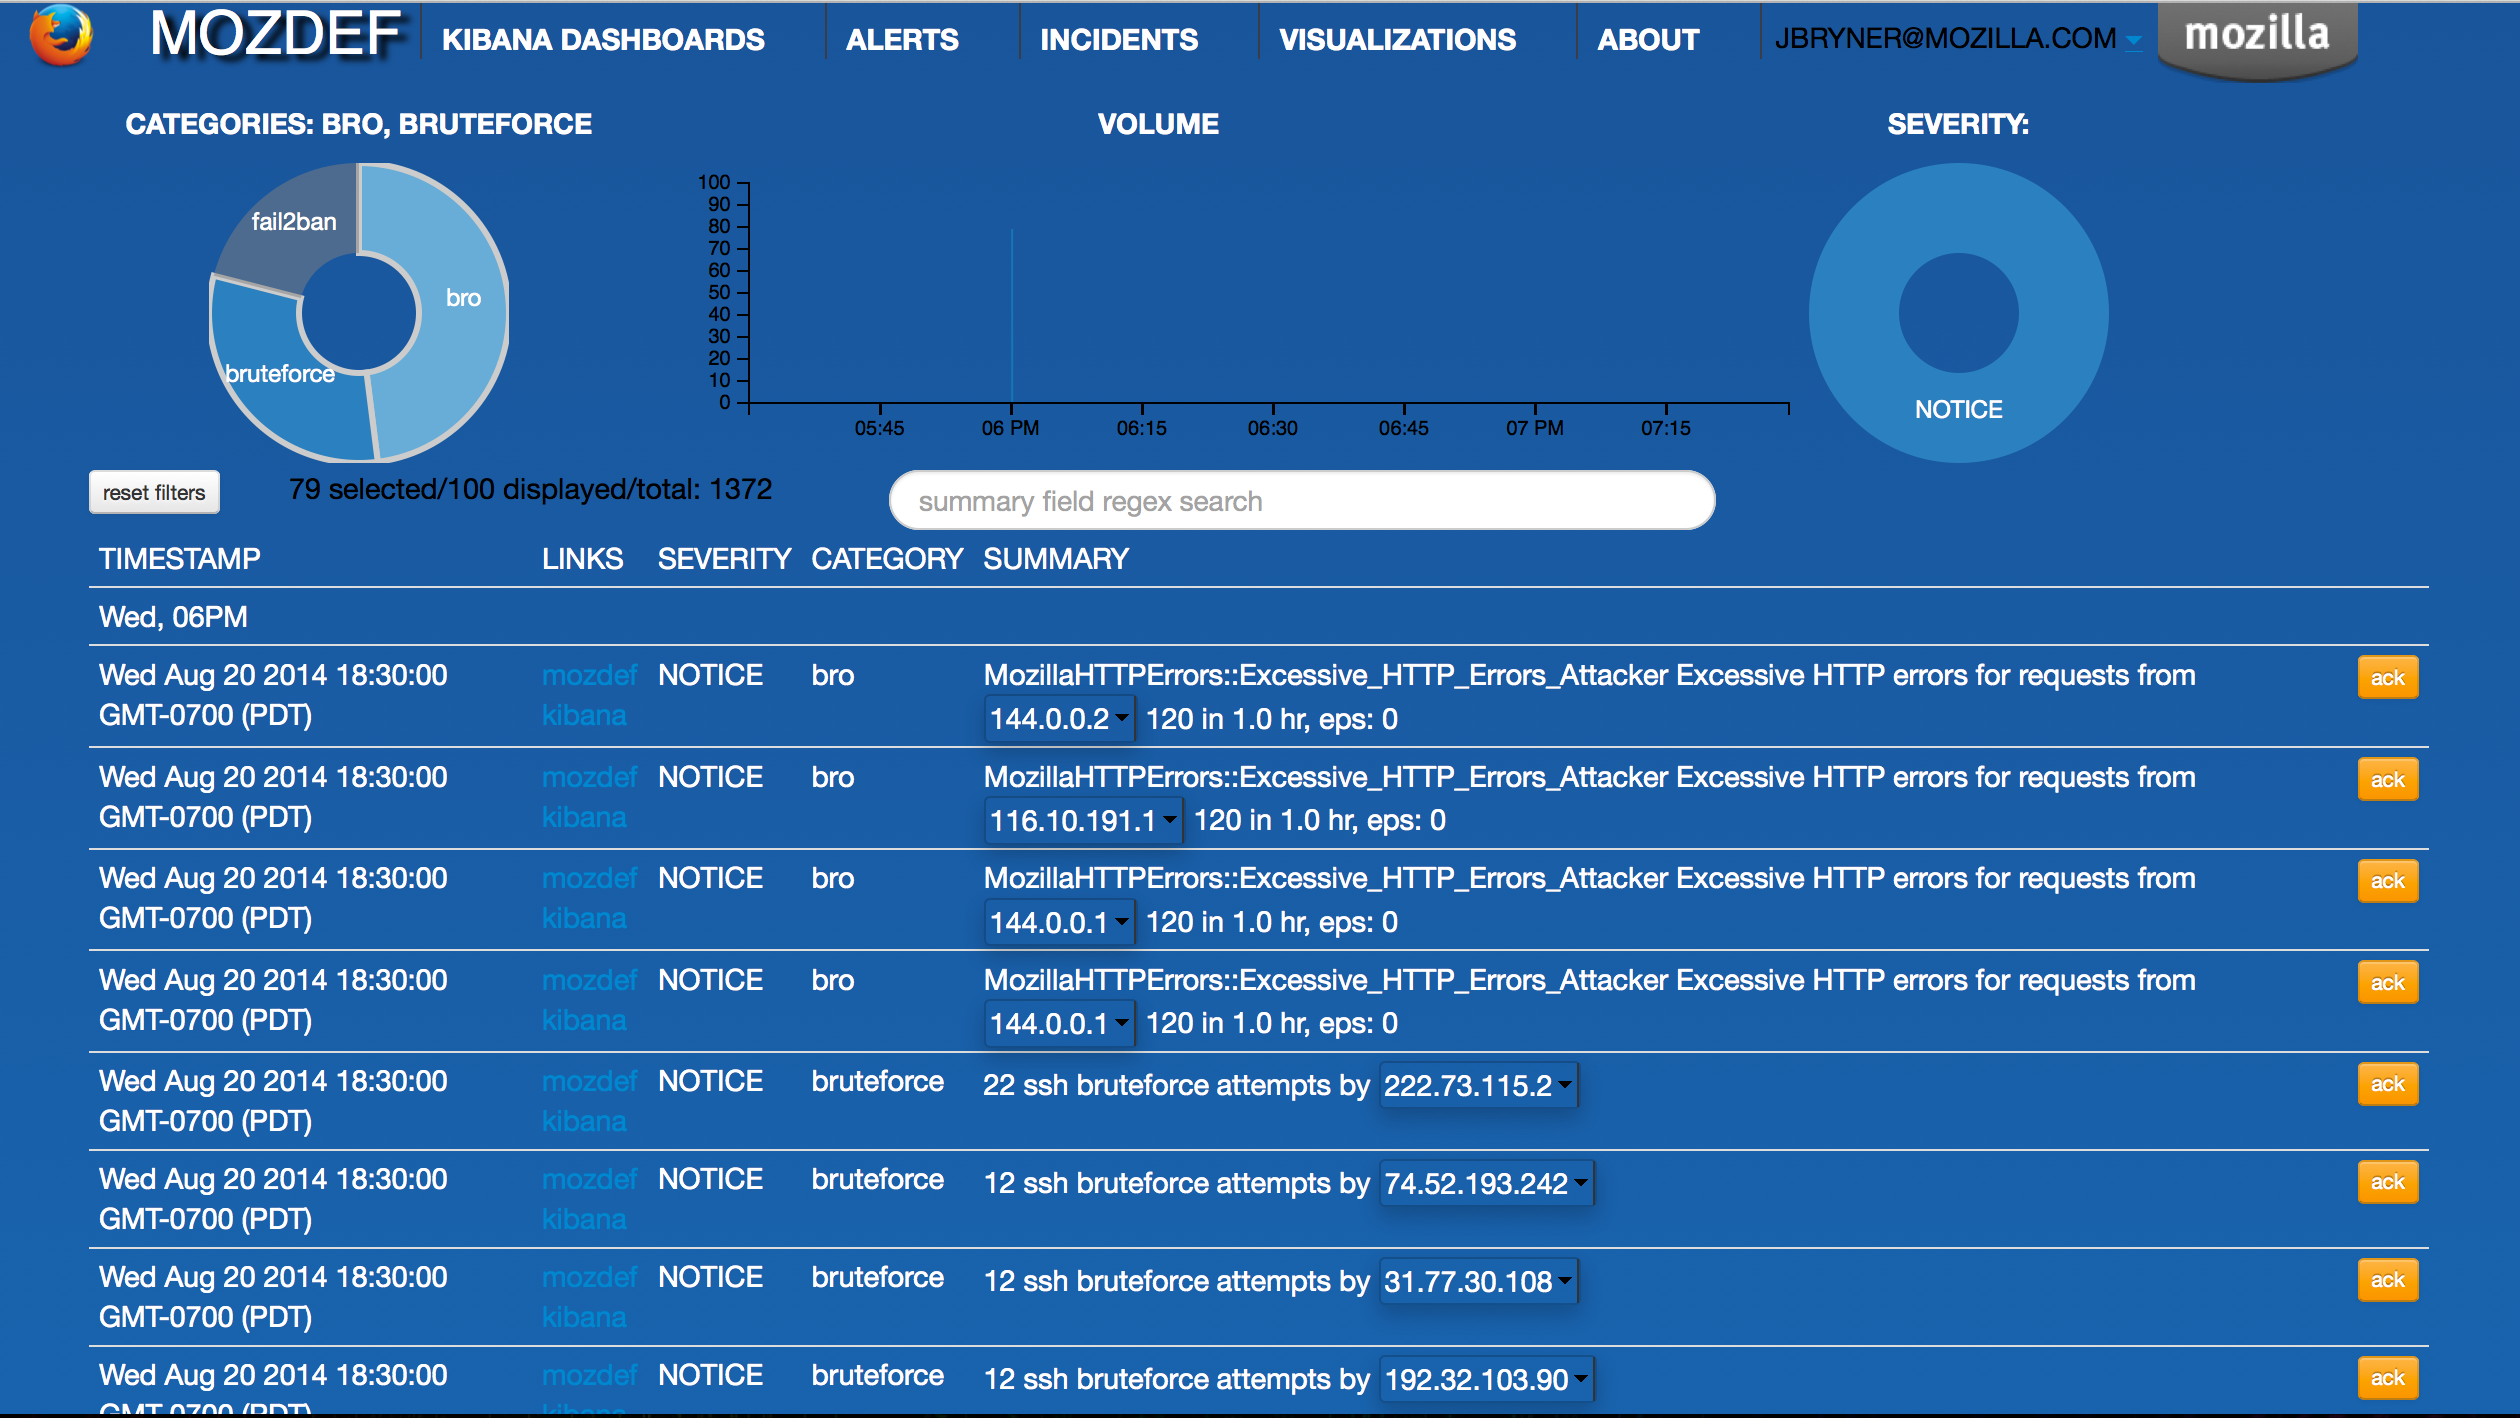 MOZDEF KIBANA DASHBOARDS ALERTS INCIDENTS VISUALIZATIONS ABOUT JBRYNER@MOZILLA.COM mozilla
CATEGORIES: BRO, BRUTEFORCE
fail2ban
bro
bruteforce
VOLUME
100
90
80
70
60
50
40
30
20
10
0
05:45 06 PM 06:15 06:30 06:45 07 PM 07:15
SEVERITY:
NOTICE
reset filters 79 selected/100 displayed/total: 1372 summary field regex search
TIMESTAMP LINKS SEVERITY CATEGORY SUMMARY
Wed, 06PM
Wed Aug 20 2014 18:30:00 mozdef NOTICE bro MozillaHTTPErrors::Excessive_HTTP_Errors_Attacker Excessive HTTP errors for requests from ack
GMT-0700 (PDT) kibana 144.0.0.2 120 in 1.0 hr, eps: 0
Wed Aug 20 2014 18:30:00 mozdef NOTICE bro MozillaHTTPErrors::Excessive_HTTP_Errors_Attacker Excessive HTTP errors for requests from ack
GMT-0700 (PDT) kibana 116.10.191.1 120 in 1.0 hr, eps: 0
Wed Aug 20 2014 18:30:00 mozdef NOTICE bro MozillaHTTPErrors::Excessive_HTTP_Errors_Attacker Excessive HTTP errors for requests from ack
GMT-0700 (PDT) kibana 144.0.0.1 120 in 1.0 hr, eps: 0
Wed Aug 20 2014 18:30:00 mozdef NOTICE bro MozillaHTTPErrors::Excessive_HTTP_Errors_Attacker Excessive HTTP errors for requests from ack
GMT-0700 (PDT) kibana 144.0.0.1 120 in 1.0 hr, eps: 0
Wed Aug 20 2014 18:30:00 mozdef NOTICE bruteforce 22 ssh bruteforce attempts by 222.73.115.2 ack
GMT-0700 (PDT) kibana
Wed Aug 20 2014 18:30:00 mozdef NOTICE bruteforce 12 ssh bruteforce attempts by 74.52.193.242 ack
GMT-0700 (PDT) kibana
Wed Aug 20 2014 18:30:00 mozdef NOTICE bruteforce 12 ssh bruteforce attempts by 31.77.30.108 ack
GMT-0700 (PDT) kibana
Wed Aug 20 2014 18:30:00 mozdef NOTICE bruteforce 12 ssh bruteforce attempts by 192.32.103.90 ack
GMT-0700 (PDT) kibana